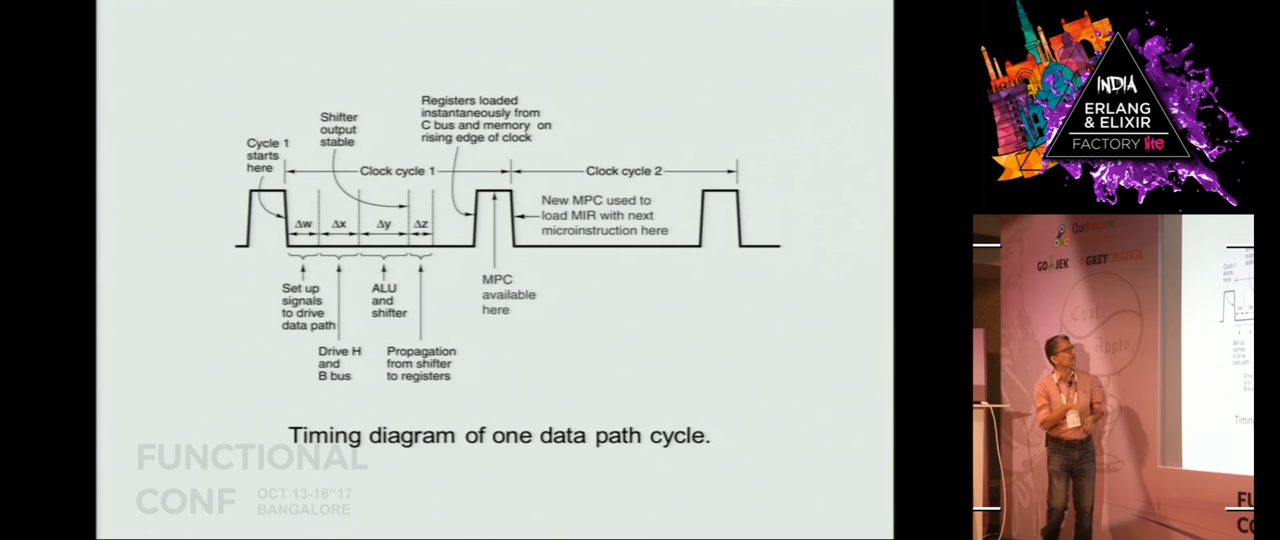 Registers loaded
instantaneously from
C bus and memory on
rising edge of clock
Shifter
output
stable
Cycle 1
starts
here
Clock cycle 1
Clock cycle 2
Δw
Δx
Δy
Δz
New MPC used to
load MIR with next
microinstruction here
Set up
signals
to drive
data path
ALU
and
shifter
MPC
available
here
Drive H
and
B bus
Propagation
from shifter
to registers
Timing diagram of one data path cycle.
FUNCTIONAL
CONF
OCT 13-16"17
BANGALORE
INDIA
ERLANG
& ELIXIR
FACTORY lite
GOJEK
GREYORANGE